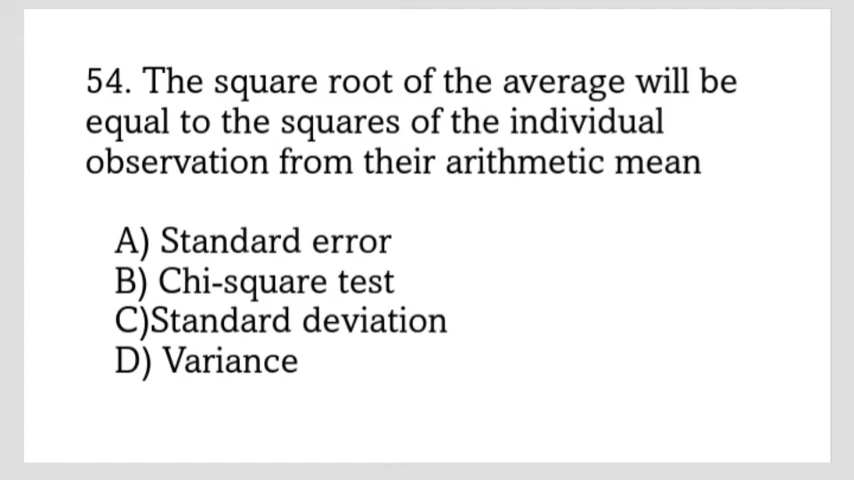 54. The square root of the average will be
equal to the squares of the individual
observation from their arithmetic mean
A) Standard error
B) Chi-square test
C)Standard deviation
D) Variance